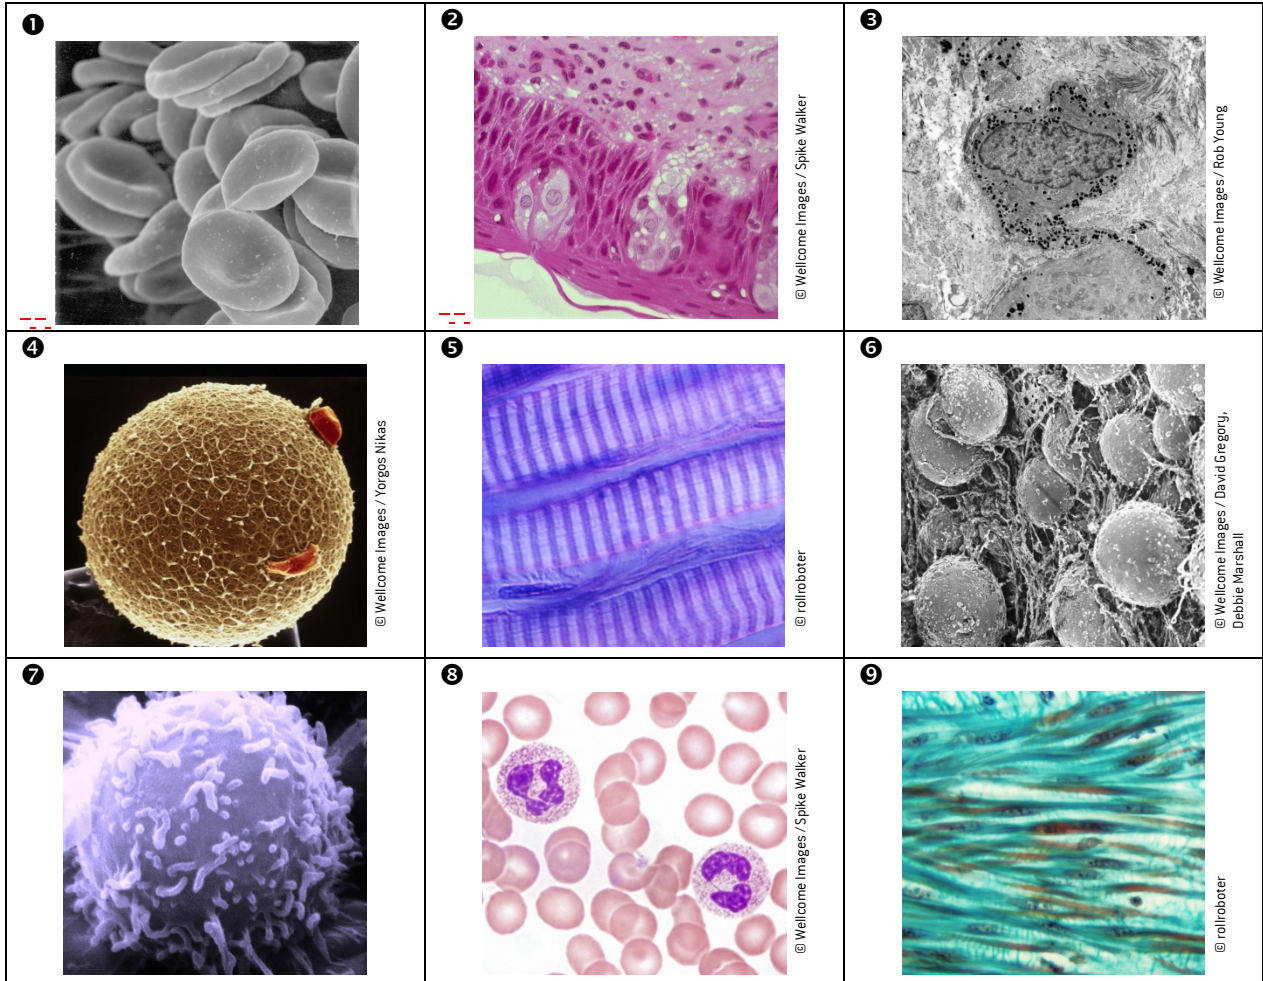 ❶
❷
© Wellcome Images / Spike Walker
❸
© Wellcome Images / Rob Young
❹
© Wellcome Images / Yorgos Nikas
❺
© rollroboter
❻
© Wellcome Images / David Gregory,
Debbie Marshall
❼
❽
© Wellcome Images / Spike Walker
❾
© rollroboter